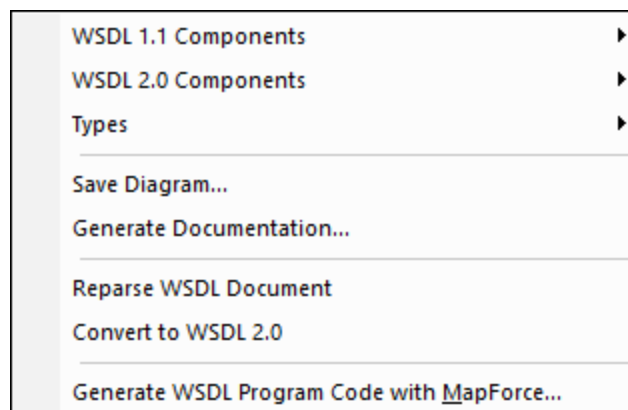 WSDL 1.1 Components
WSDL 2.0 Components
Types
Save Diagram...
Generate Documentation...
Reparse WSDL Document
Convert to WSDL 2.0
Generate WSDL Program Code with MapForce...